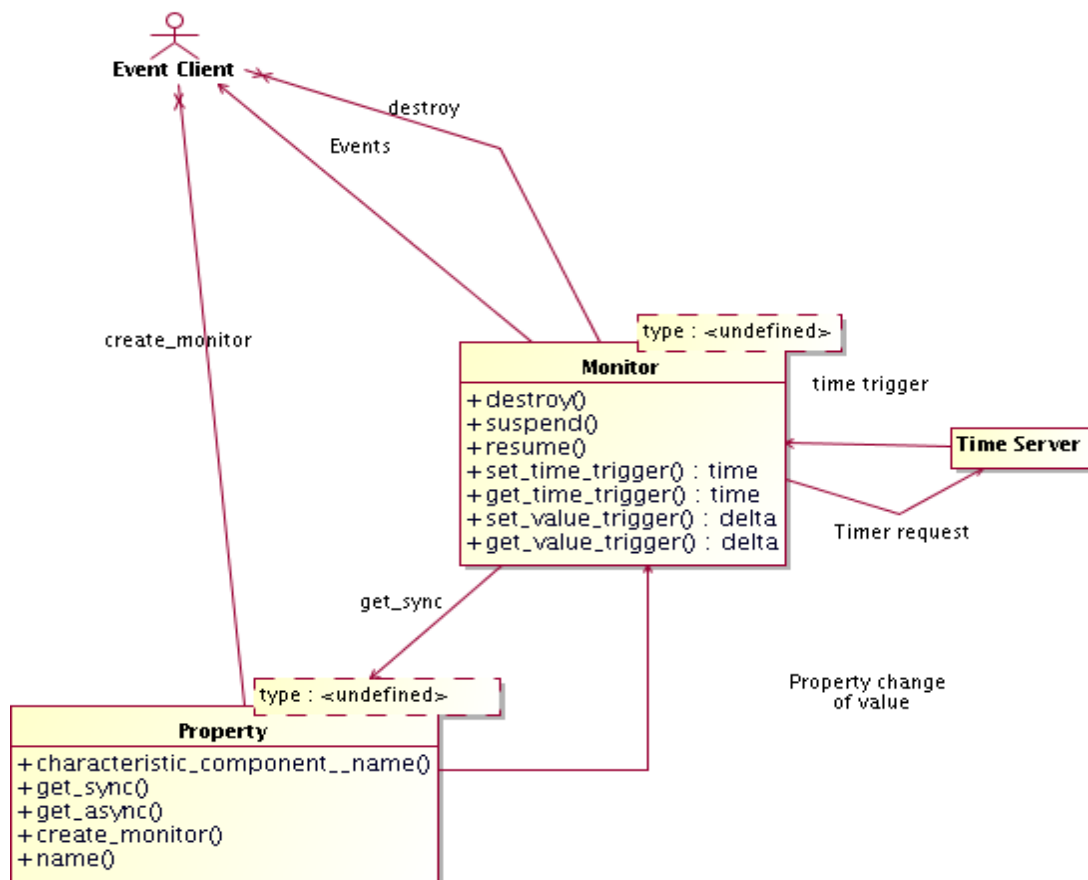 Event Client
destroy
Events
create_monitor
type : <undefined>
Monitor
+destroy()
+suspend()
+resume()
+set_time_trigger() : time
+get_time_trigger() : time
+set_value_trigger() : delta
+get_value_trigger() : delta
time trigger
Time Server
Timer request
get_sync
type : <undefined>
Property
+characteristic_component__name()
+get_sync()
+get_async()
+create_monitor()
+name()
Property change
of value